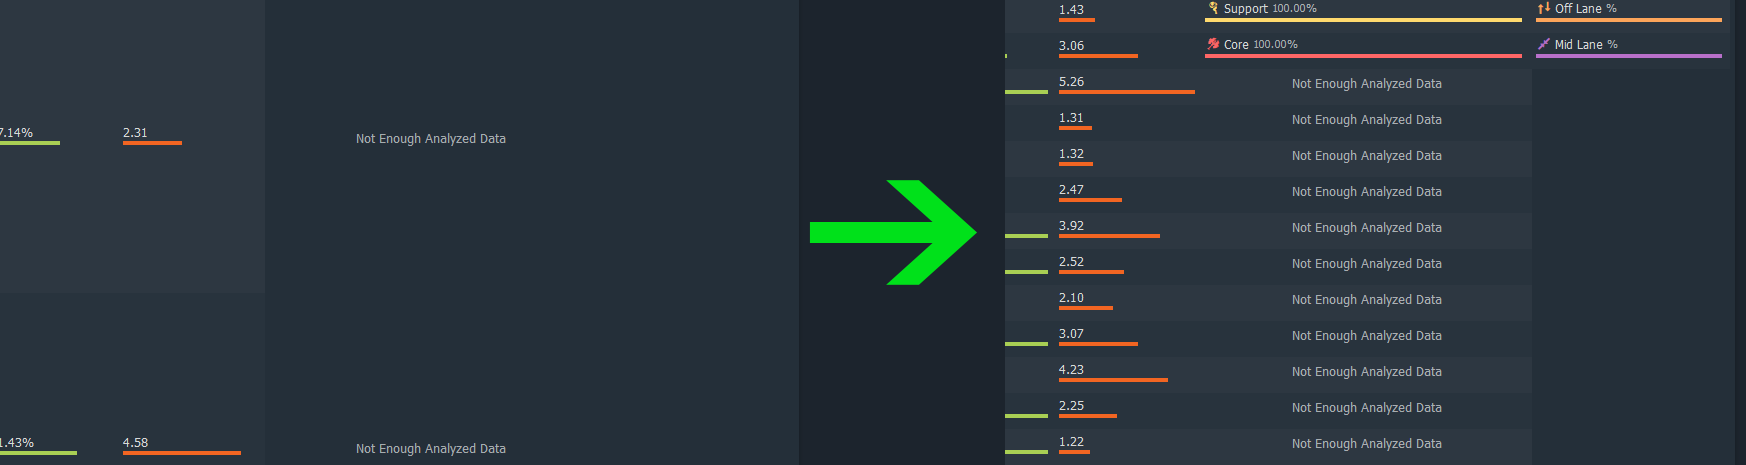 7.14% 2.31
Not Enough Analyzed Data
1.43% 4.58
Not Enough Analyzed Data
1.43 Support 100.00% Off Lane %
3.06 Core 100.00% Mid Lane %
5.26 Not Enough Analyzed Data
1.31 Not Enough Analyzed Data
1.32 Not Enough Analyzed Data
2.47 Not Enough Analyzed Data
3.92 Not Enough Analyzed Data
2.52 Not Enough Analyzed Data
2.10 Not Enough Analyzed Data
3.07 Not Enough Analyzed Data
4.23 Not Enough Analyzed Data
2.25 Not Enough Analyzed Data
1.22 Not Enough Analyzed Data